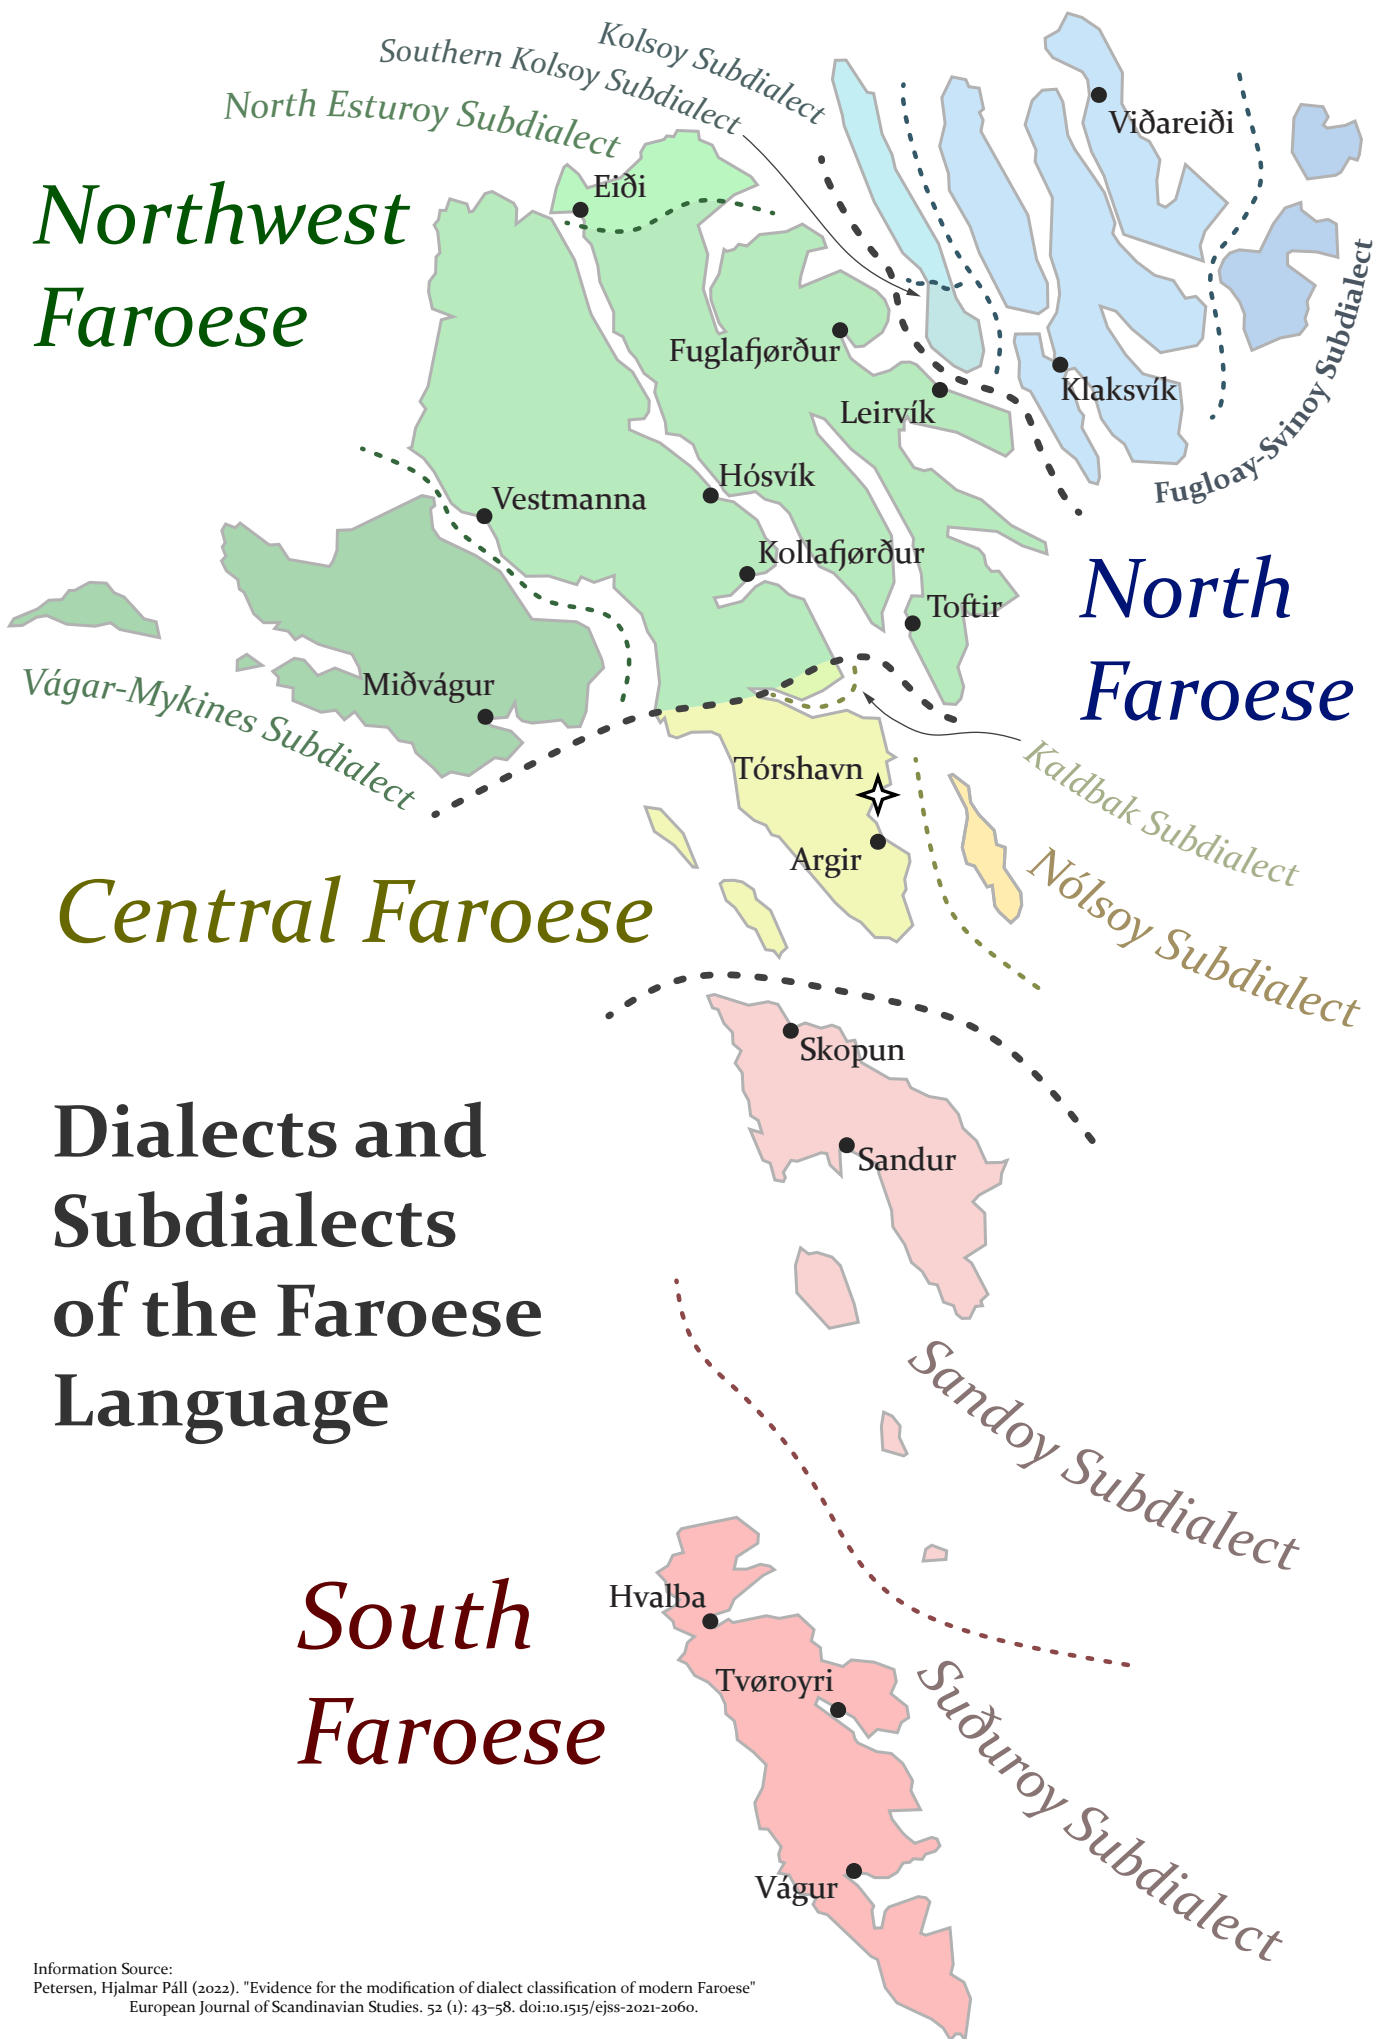 Kolsoy Subdialect
Southern Kolsoy Subdialect
North Esturoy Subdialect
Viðareiði
Eiði
Northwest
Faroese
Fuglafjørður
Klaksvík
Leirvík
Fugloay-Svinoy Subdialect
Hósvík
Vestmanna
Kollafjørður
Toftir
North
Faroese
Miðvágur
Vágar-Mykines Subdialect
Tórshavn
Kaldbak Subdialect
Argir
Nólsoy Subdialect
Central Faroese
Skopun
Dialects and
Subdialects
of the Faroese
Language
Sandur
Sandoy Subdialect
Hvalba
South
Faroese
Tvøroyri
Suðuroy Subdialect
Vágur
Information Source:
Petersen, Hjalmar Páll (2022). "Evidence for the modification of dialect classification of modern Faroese"
European Journal of Scandinavian Studies. 52 (1): 43–58. doi:10.1515/ejss-2021-2060.